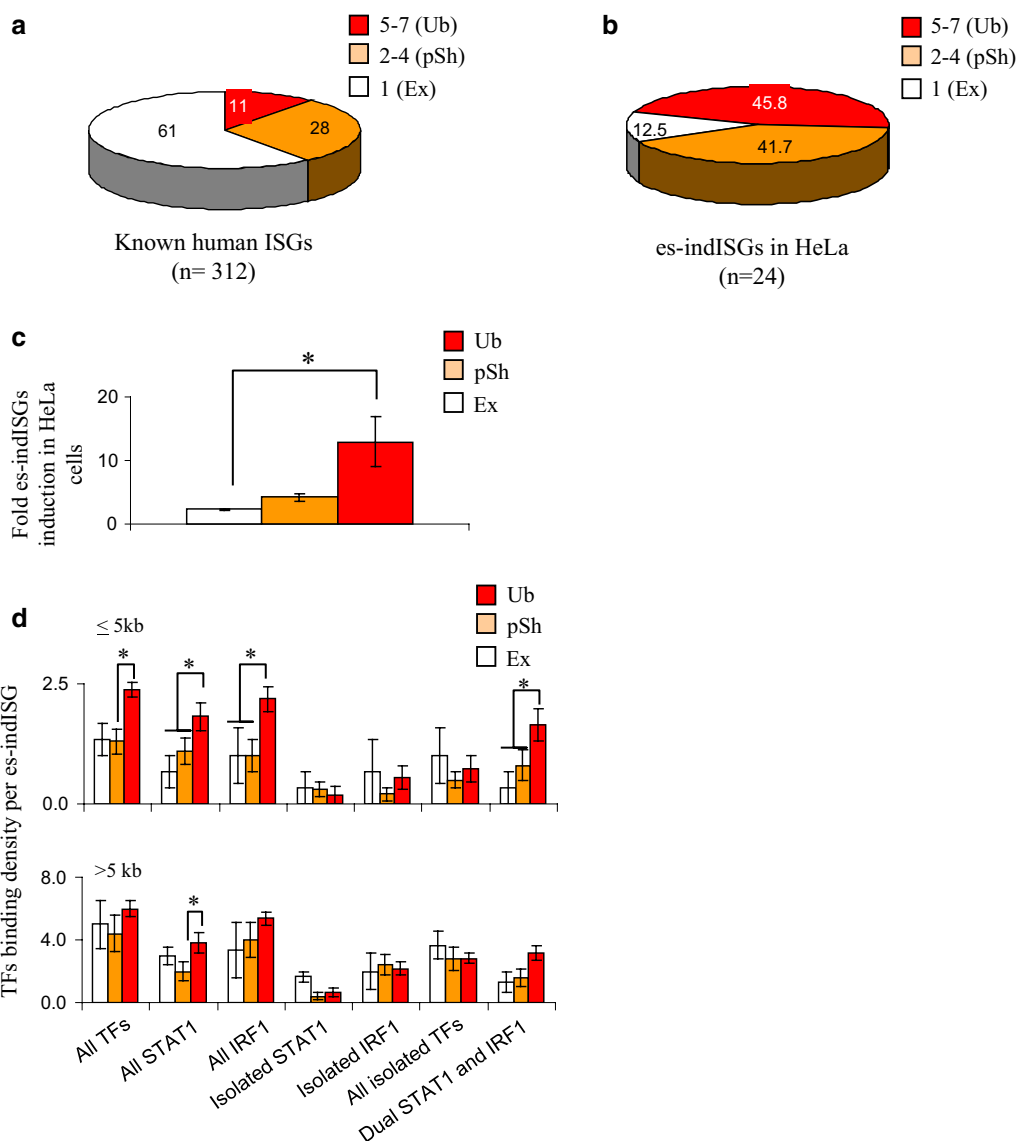 a
5-7 (Ub)
2-4 (pSh)
1 (Ex)
11
28
61
Known human ISGs
(n= 312)
b
5-7 (Ub)
2-4 (pSh)
1 (Ex)
45.8
12.5
41.7
es-indISGs in HeLa
(n=24)
c
Ub
pSh
Ex
*
20
10
0
Fold es-indISGs
induction in HeLa
cells
d
Ub
pSh
Ex
≤ 5kb
* * * *
2.5
0.0
>5 kb
*
8.0
4.0
0.0
TFs binding density per es-indISG
All TFs
All STAT1
All IRF1
Isolated STAT1
Isolated IRF1
All isolated TFs
Dual STAT1 and IRF1